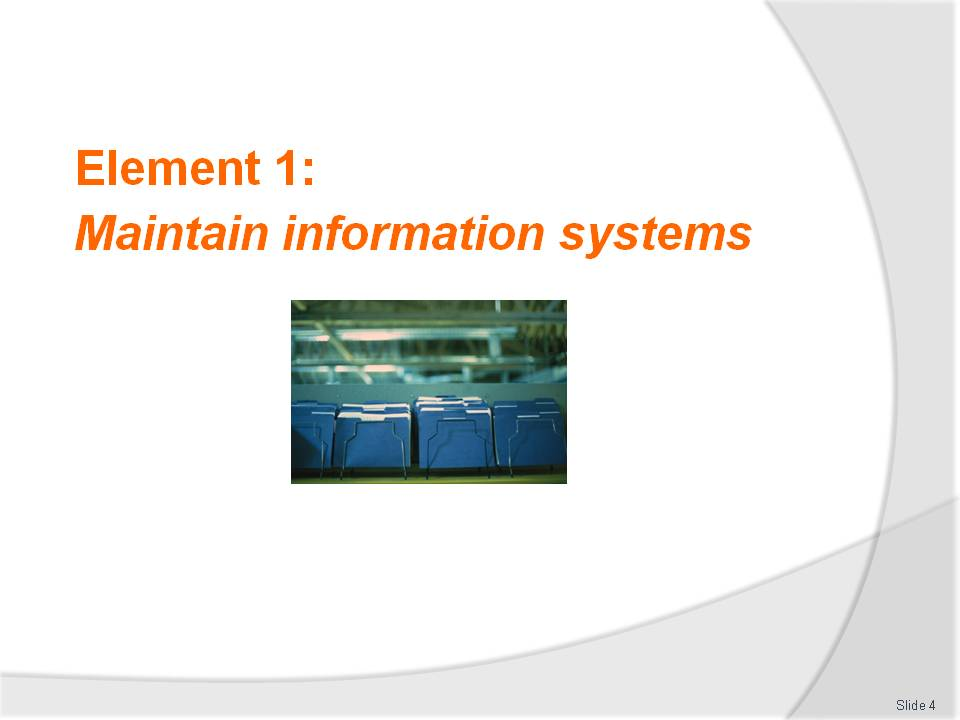 Element 1:
Maintain information systems
Slide 4